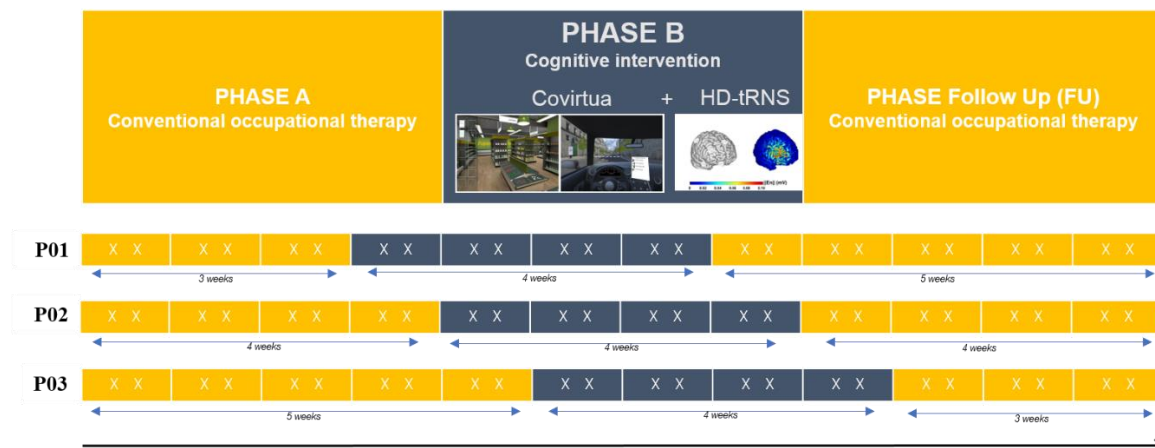 PHASE A
Conventional occupational therapy
PHASE B
Cognitive intervention
Covirtua + HD-tRNS
PHASE Follow Up (FU)
Conventional occupational therapy
P01 X X X X X X X X X X X X X X X X X X X X X X X X
3 weeks 4 weeks 5 weeks
P02 X X X X X X X X X X X X X X X X X X X X X X X X
4 weeks 4 weeks 4 weeks
P03 X X X X X X X X X X X X X X X X X X X X X X X X
5 weeks 4 weeks 3 weeks